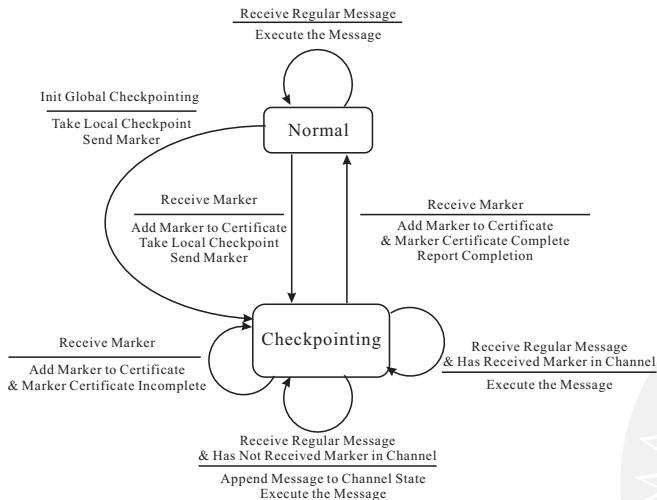 Receive Regular Message
Execute the Message
Init Global Checkpointing
Take Local Checkpoint
Send Marker
Normal
Receive Marker
Add Marker to Certificate
Take Local Checkpoint
Send Marker
Receive Marker
Add Marker to Certificate
& Marker Certificate Complete
Report Completion
Checkpointing
Receive Marker
Add Marker to Certificate
& Marker Certificate Incomplete
Receive Regular Message
& Has Received Marker in Channel
Execute the Message
Receive Regular Message
& Has Not Received Marker in Channel
Append Message to Channel State
Execute the Message